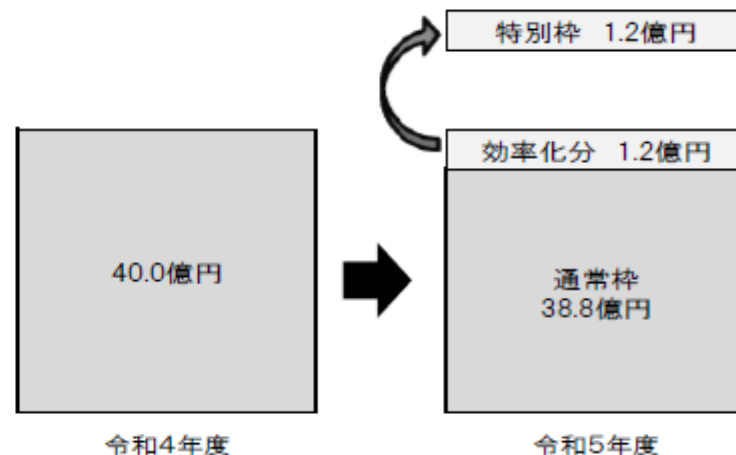 特別枠 1.2億円
効率化分 1.2億円
40.0億円
通常枠
38.8億円
令和4年度
令和5年度